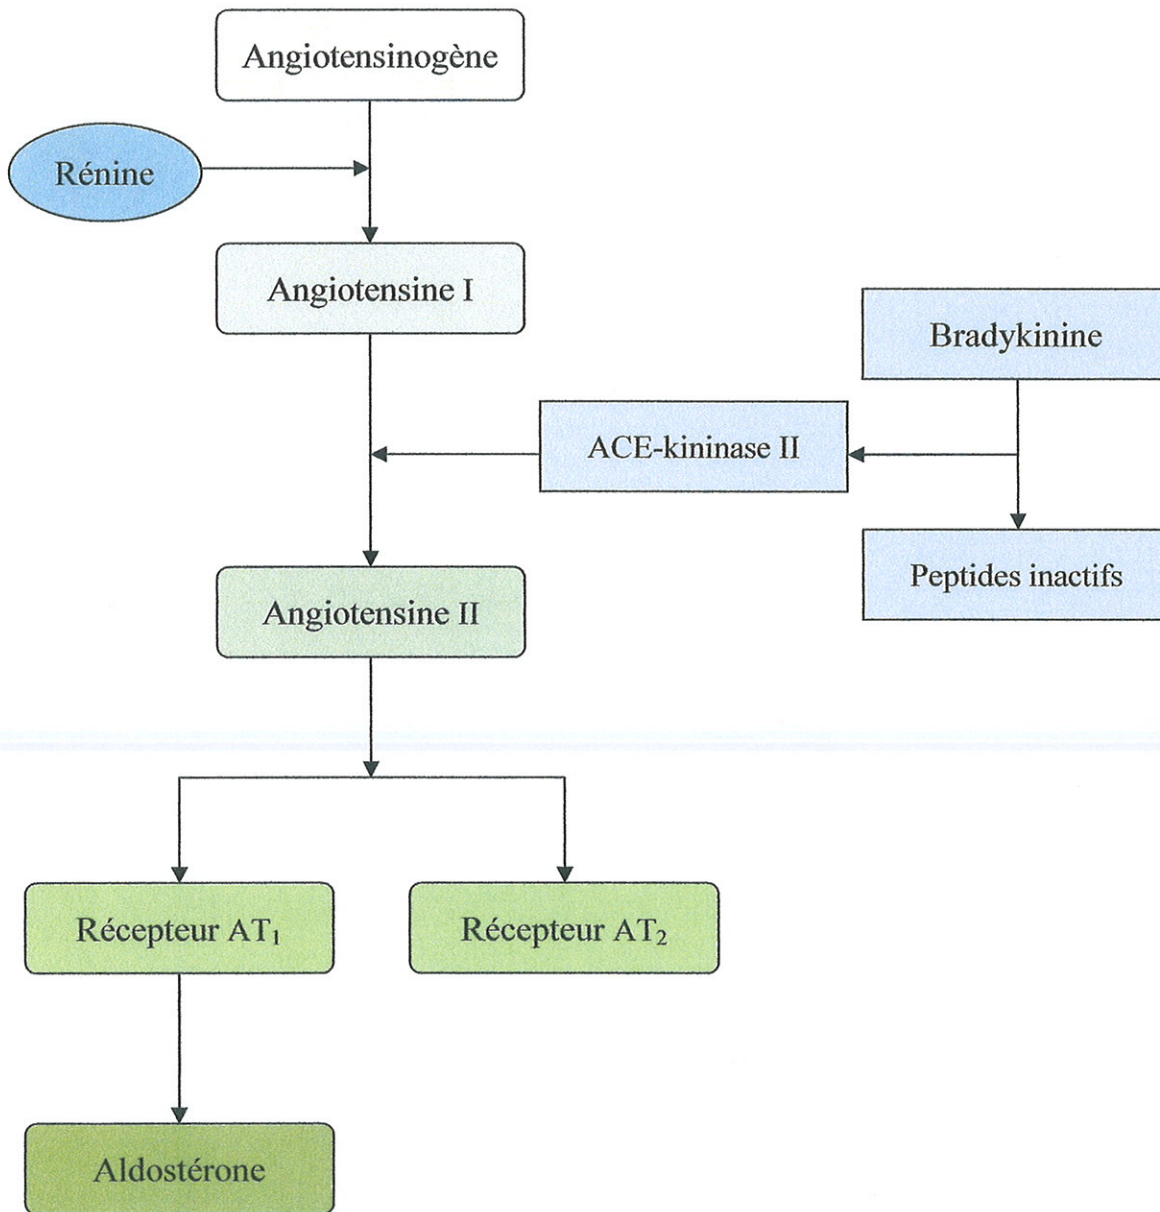 Angiotensinogène
Rénine
Angiotensine I
Bradykinine
ACE-kininase II
Peptides inactifs
Angiotensine II
Récepteur AT₁
Récepteur AT₂
Aldostérone